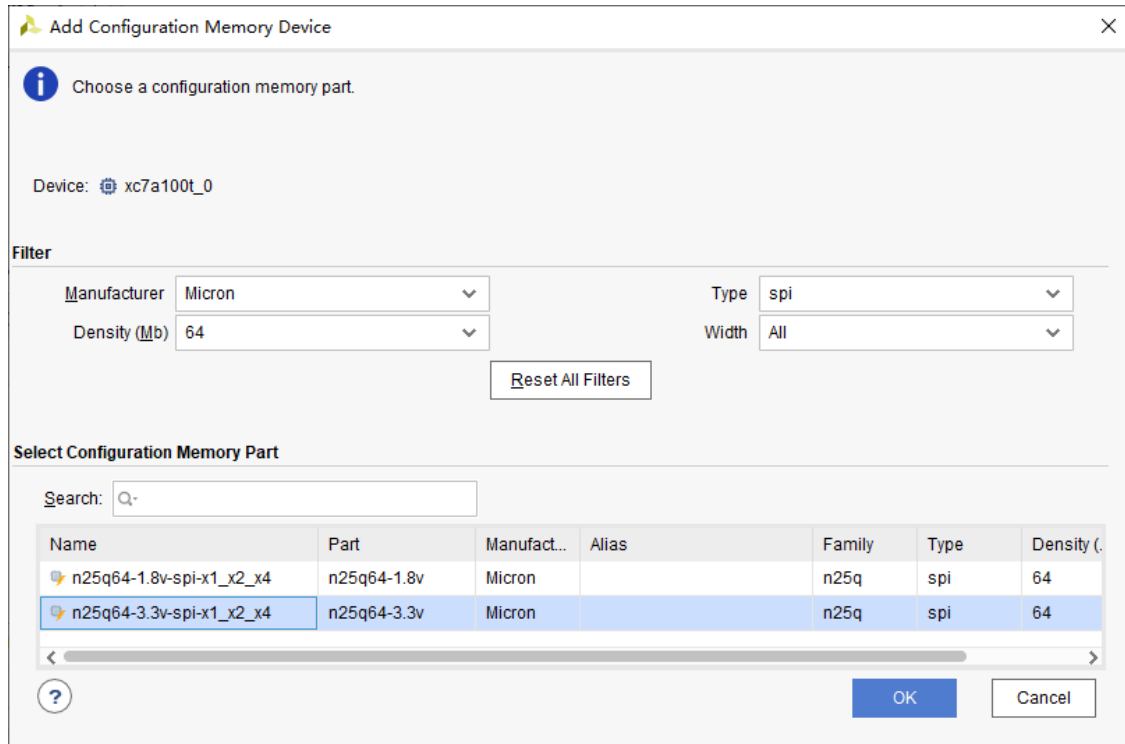 Add Configuration Memory Device
Choose a configuration memory part.
Device: xc7a100t_0
Filter
Manufacturer Micron Type spi
Density (Mb) 64 Width All
Reset All Filters
Select Configuration Memory Part
Search:
Name Part Manufact... Alias Family Type Density (.
n25q64-1.8v-spi-x1_x2_x4 n25q64-1.8v Micron n25q spi 64
n25q64-3.3v-spi-x1_x2_x4 n25q64-3.3v Micron n25q spi 64
? OK Cancel